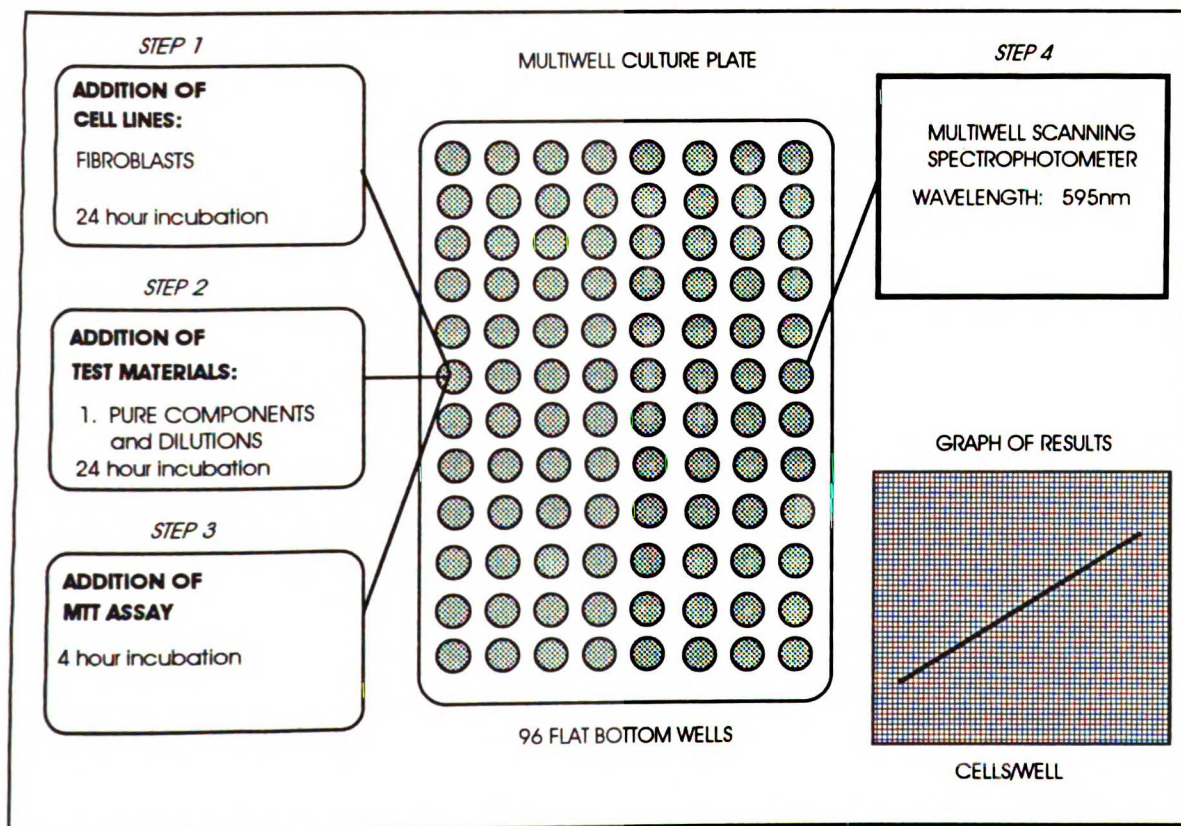 STEP 1
ADDITION OF
CELL LINES:
FIBROBLASTS
24 hour incubation
STEP 2
ADDITION OF
TEST MATERIALS:
1. PURE COMPONENTS
and DILUTIONS
24 hour incubation
STEP 3
ADDITION OF
MTT ASSAY
4 hour incubation
MULTIWELL CULTURE PLATE
96 FLAT BOTTOM WELLS
STEP 4
MULTIWELL SCANNING
SPECTROPHOTOMETER
WAVELENGTH: 595nm
GRAPH OF RESULTS
CELLS/WELL